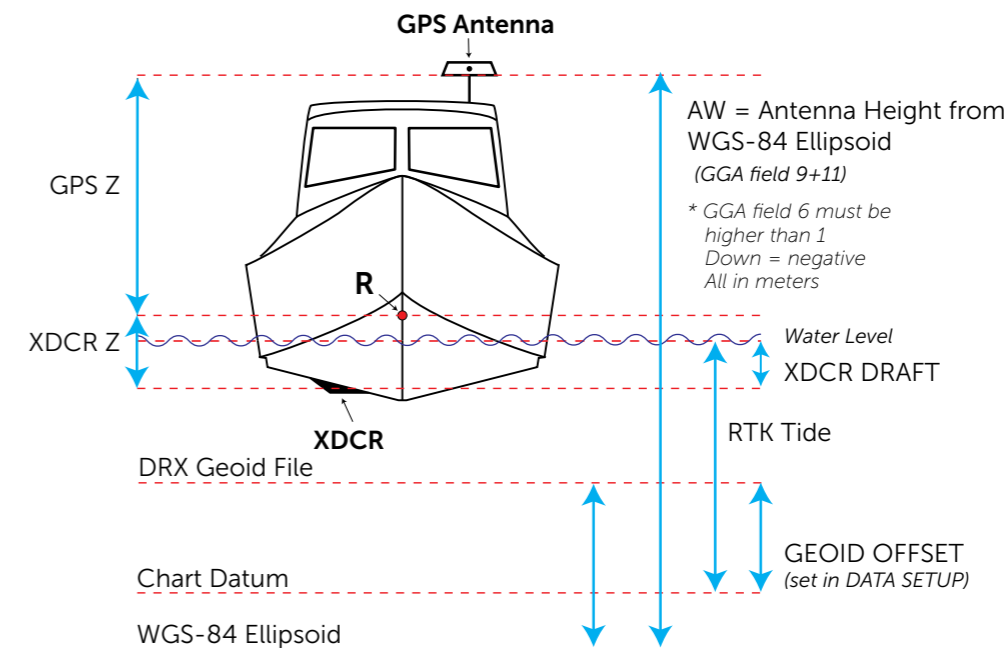 GPS Antenna
AW = Antenna Height from
WGS-84 Ellipsoid
(GGA field 9+11)
* GGA field 6 must be
higher than 1
Down = negative
All in meters
GPS Z
R
XDCR Z
Water Level
XDCR DRAFT
XDCR
RTK Tide
DRX Geoid File
GEOID OFFSET
(set in DATA SETUP)
Chart Datum
WGS-84 Ellipsoid